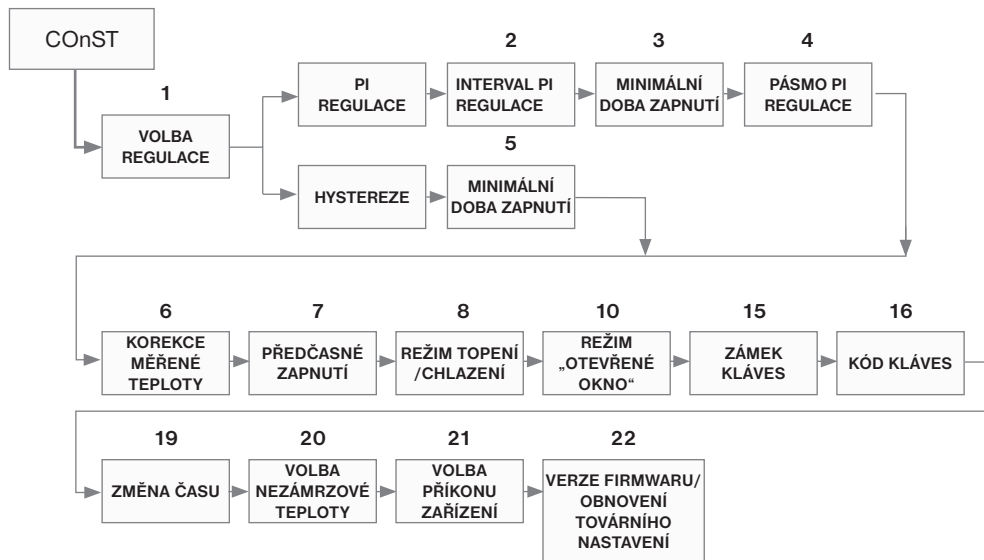 COnST
1
VOLBA
REGULACE
PI
REGULACE
2
INTERVAL PI
REGULACE
3
MINIMÁLNÍ
DOBA ZAPNUTÍ
4
PÁSMO PI
REGULACE
HYSTEREZE
5
MINIMÁLNÍ
DOBA ZAPNUTÍ
6
KOREKCE
MĚŘENÉ
TEPLOTY
7
PŘEDČASNÉ
ZAPNUTÍ
8
REŽIM TOPENÍ
/CHLAZENÍ
10
REŽIM
„OTEVŘENÉ
OKNO“
15
ZÁMEK
KLÁVES
16
KÓD KLÁVES
19
ZMĚNA ČASU
20
VOLBA
NEZÁMRZOVÉ
TEPLOTY
21
VOLBA
PŘÍKONU
ZAŘÍZENÍ
22
VERZE FIRMWARU/
OBNOVENÍ
TOVÁRNÍHO
NASTAVENÍ